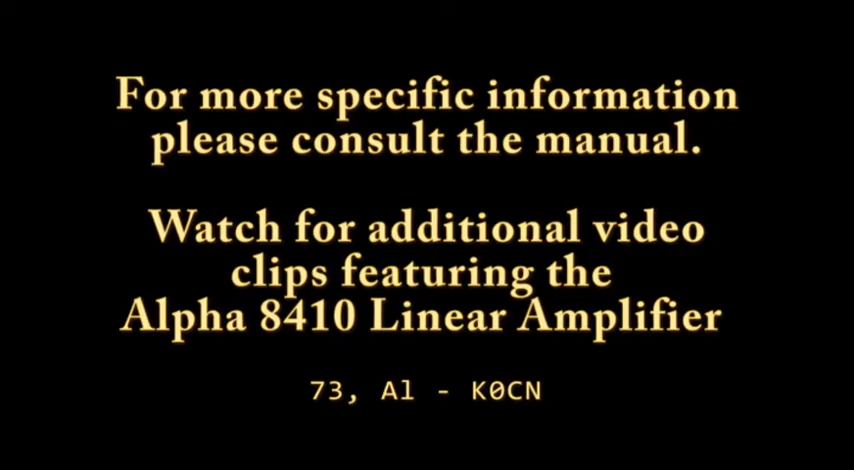 For more specific information
please consult the manual.
Watch for additional video
clips featuring the
Alpha 8410 Linear Amplifier
73, Al - K0CN